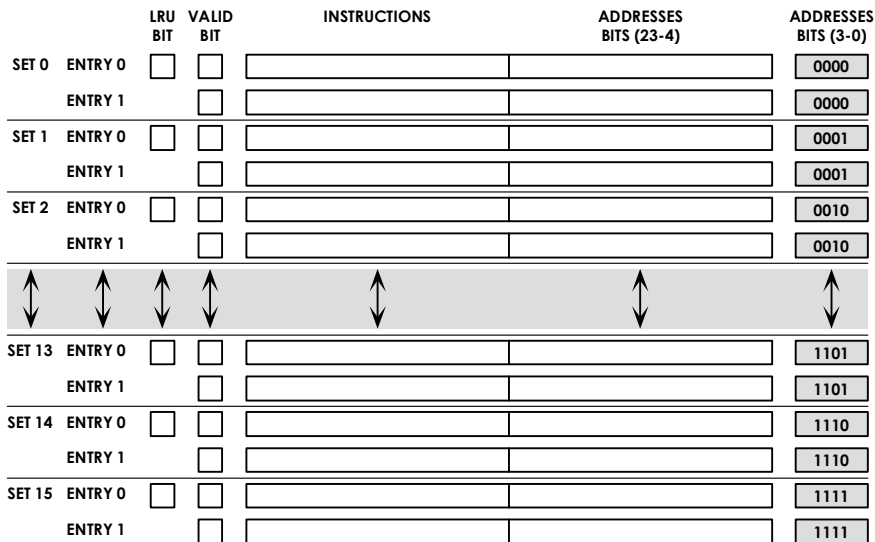 LRU BIT VALID BIT INSTRUCTIONS ADDRESSES BITS (23-4) ADDRESSES BITS (3-0)
SET 0 ENTRY 0 0000
ENTRY 1 0000
SET 1 ENTRY 0 0001
ENTRY 1 0001
SET 2 ENTRY 0 0010
ENTRY 1 0010
SET 13 ENTRY 0 1101
ENTRY 1 1101
SET 14 ENTRY 0 1110
ENTRY 1 1110
SET 15 ENTRY 0 1111
ENTRY 1 1111